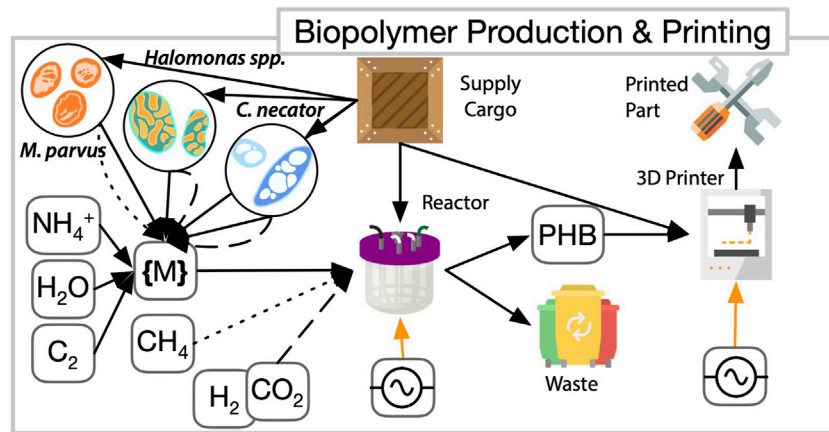 Biopolymer Production & Printing
Halomonas spp.
C. necator
M. parvus
Supply
Cargo
Printed
Part
3D Printer
Reactor
NH₄⁺
H₂O
C₂
{M}
CH₄
H₂
CO₂
PHB
Waste